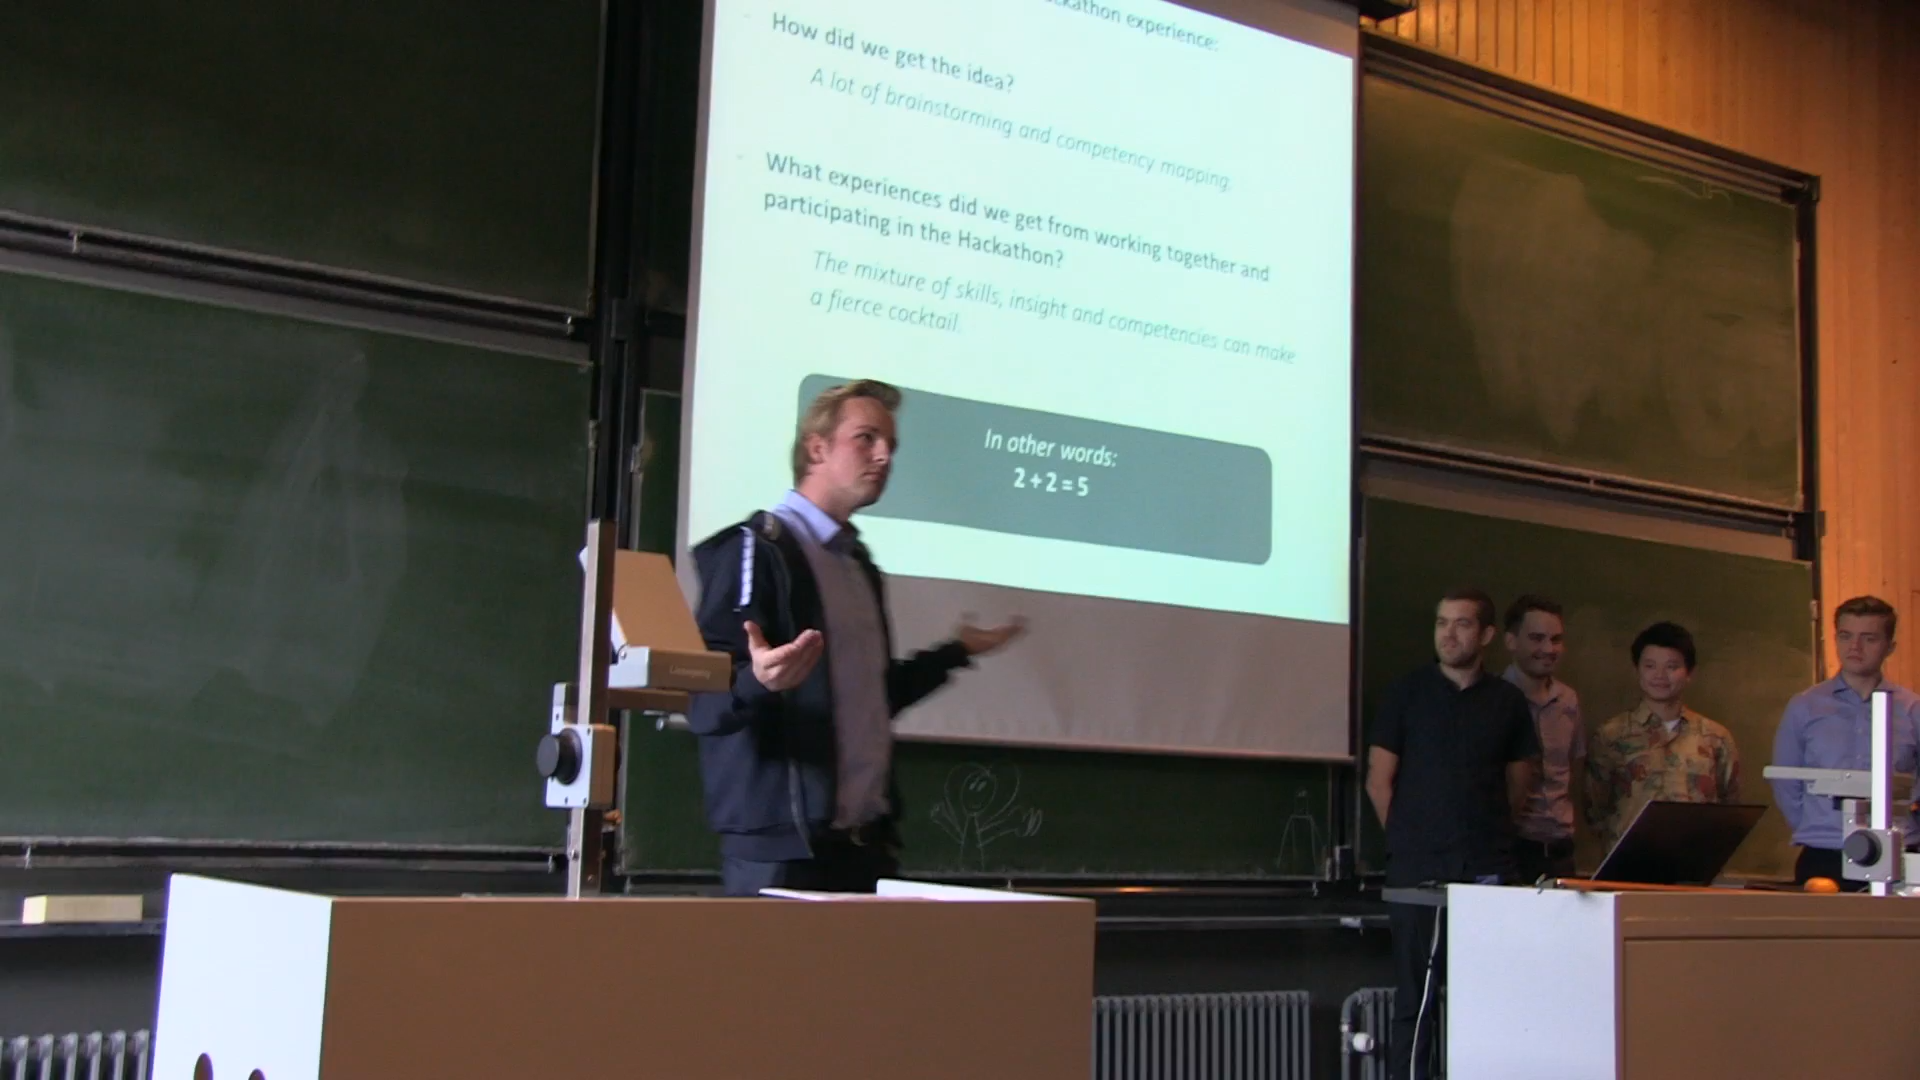 experience:
How did we get the idea?
A lot of brainstorming and competency mapping.
What experiences did we get from working together and
participating in the Hackathon?
The mixture of skills, insight and competencies can make
a fierce cocktail.
In other words:
2 + 2 = 5